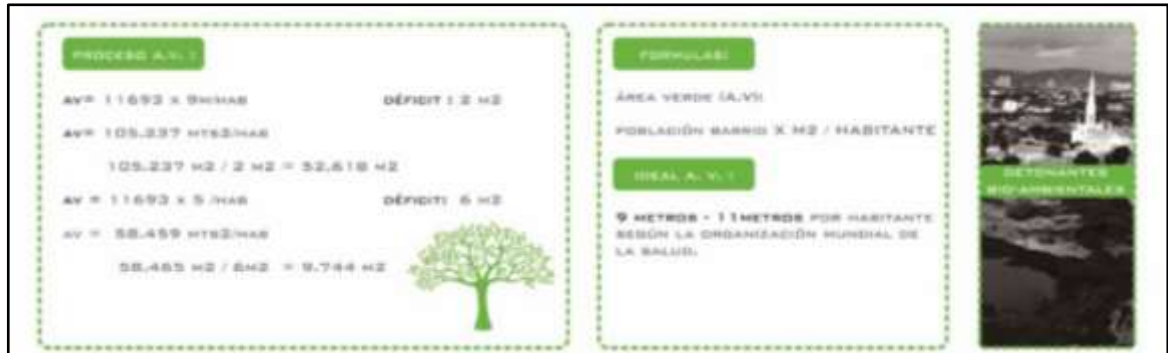 PROCESO A.V. :
AV= 11693 X 9M/HAB DÉFICIT : 2 M2
AV= 105.237 MTS2/HAB
105.237 M2 / 2 M2 = 52.618 M2
AV = 11693 X 5 /HAB DÉFICIT: 6 M2
AV = 58.459 MTS2/HAB
58.465 M2 / 6M2 = 9.744 M2
FORMULAS:
ÁREA VERDE (A.V):
POBLACIÓN BARRIO X M2 / HABITANTE
IDEAL A. V. :
9 METROS - 11METROS POR HABITANTE
SEGÚN LA ORGANIZACIÓN MUNDIAL DE
LA SALUD.
DETONANTES
BIO-AMBIENTALES